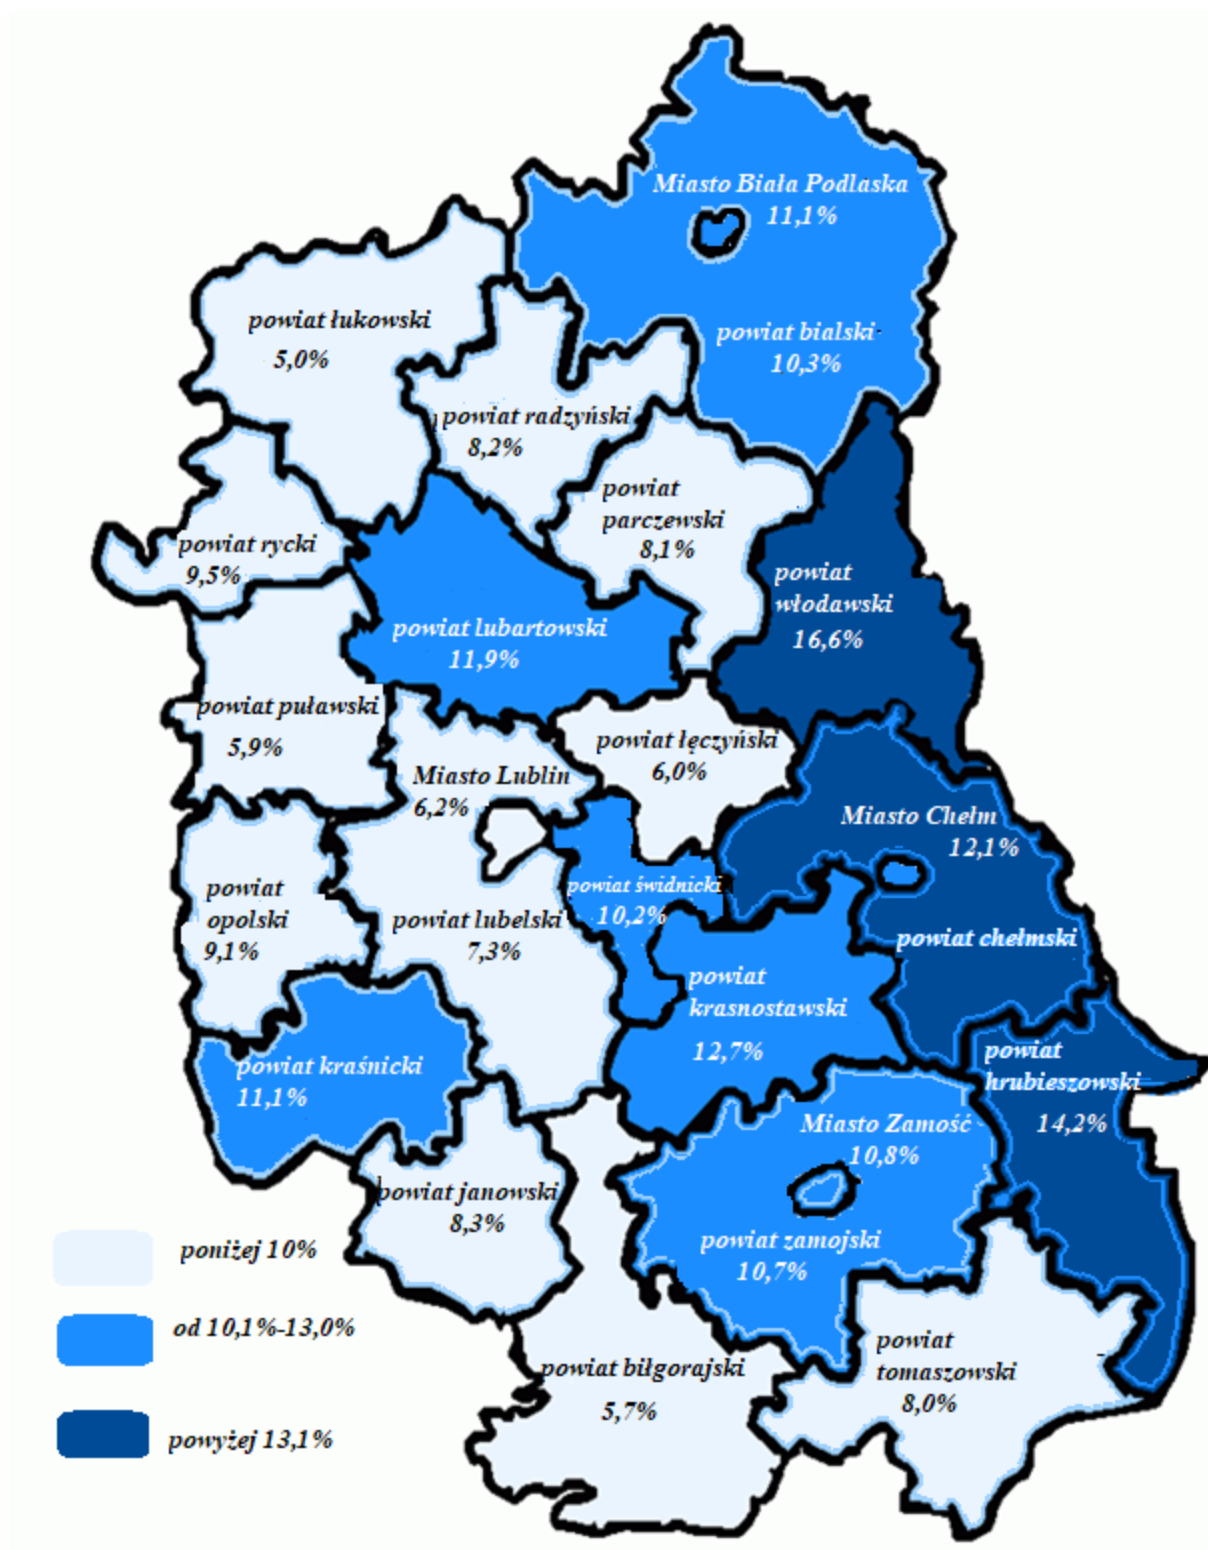 Miasto Biała Podlaska
11,1%
powiat łukowski
5,0%
powiat bialski
10,3%
powiat radzyński
8,2%
powiat
parczewski
8,1%
powiat rycki
9,5%
powiat
włodawski
16,6%
powiat lubartowski
11,9%
powiat puławski
5,9%
powiat łęczyński
6,0%
Miasto Lublin
6,2%
Miasto Chełm
12,1%
powiat
opolski
9,1%
powiat świdnicki
10,2%
powiat lubelski
7,3%
powiat chełmski
powiat
krasnostawski
12,7%
powiat
hrubieszowski
14,2%
powiat kraśnicki
11,1%
Miasto Zamość
10,8%
powiat janowski
8,3%
powiat zamojski
10,7%
powiat
tomaszowski
8,0%
powiat biłgorajski
5,7%
poniżej 10%
od 10,1%-13,0%
powyżej 13,1%